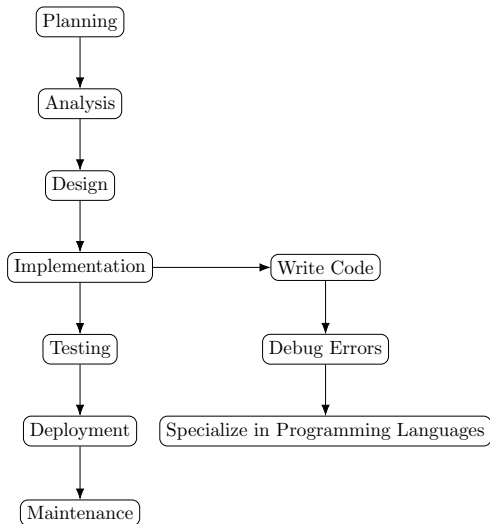 Planning
Analysis
Design
Implementation
Write Code
Testing
Debug Errors
Deployment
Specialize in Programming Languages
Maintenance